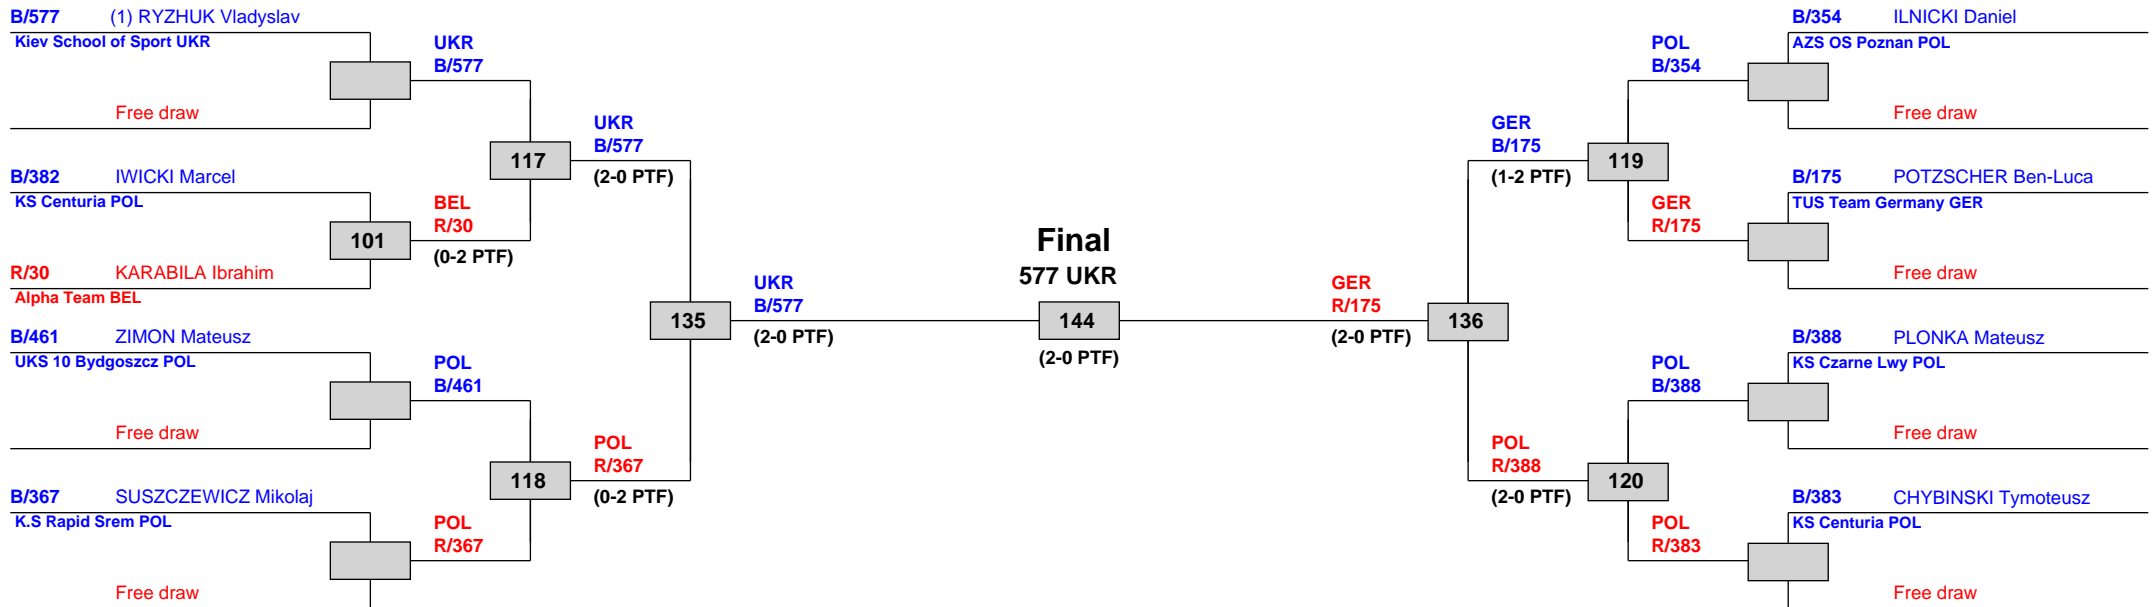 B/577 (1) RYZHUK Vladyslav
Kiev School of Sport UKR
Free draw
B/382 IWICKI Marcel
KS Centuria POL
101
R/30 KARABILA Ibrahim
Alpha Team BEL
B/461 ZIMON Mateusz
UKS 10 Bydgoszcz POL
Free draw
B/367 SUSZCZEWICZ Mikolaj
K.S Rapid Srem POL
Free draw
UKR
B/577
117
BEL
R/30
(0-2 PTF)
POL
B/461
118
POL
R/367
UKR
B/577
(2-0 PTF)
135
POL
R/367
(0-2 PTF)
UKR
B/577
(2-0 PTF)
Final
577 UKR
144
(2-0 PTF)
GER
R/175
(2-0 PTF)
136
GER
B/175
(1-2 PTF)
POL
R/388
(2-0 PTF)
POL
B/354
119
GER
R/175
POL
B/388
120
POL
R/383
B/354 ILNICKI Daniel
AZS OS Poznan POL
Free draw
B/175 POTZSCHER Ben-Luca
TUS Team Germany GER
Free draw
B/388 PLONKA Mateusz
KS Czarne Lwy POL
Free draw
B/383 CHYBINSKI Tymoteusz
KS Centuria POL
Free draw